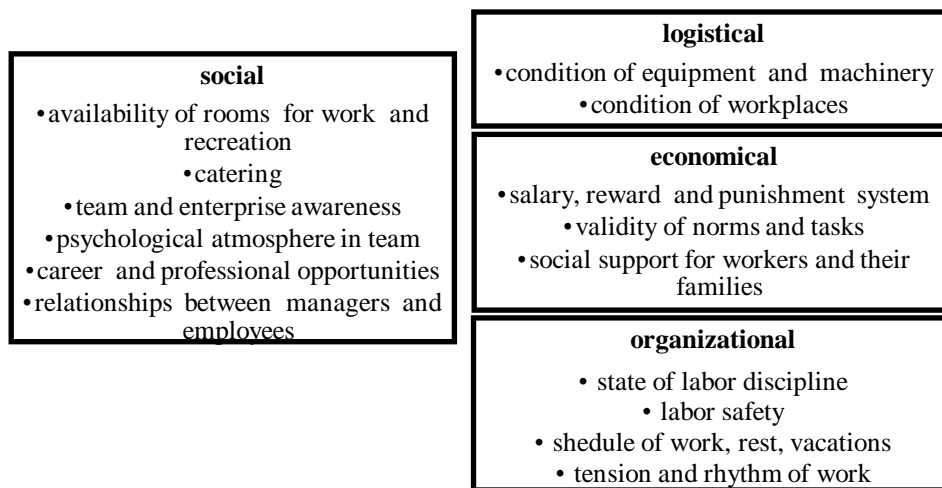 social
•availability of rooms for work and
recreation
•catering
•team and enterprise awareness
•psychological atmosphere in team
•career and professional opportunities
•relationships between managers and
employees
logistical
•condition of equipment and machinery
•condition of workplaces
economical
•salary, reward and punishment system
•validity of norms and tasks
•social support for workers and their
families
organizational
• state of labor discipline
• labor safety
• shedule of work, rest, vacations
• tension and rhythm of work